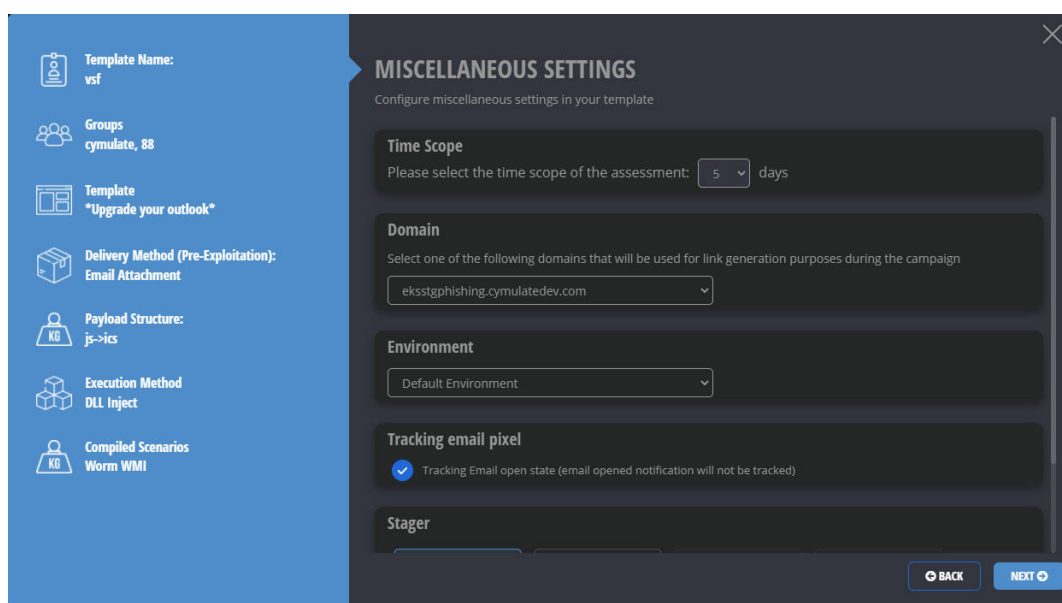 Template Name:
vsf
Groups
cymulate, 88
Template
*Upgrade your outlook*
Delivery Method (Pre-Exploitation):
Email Attachment
KG
Payload Structure:
js->ics
Execution Method
DLL Inject
KG
Compiled Scenarios
Worm WMI
MISCELLANEOUS SETTINGS
Configure miscellaneous settings in your template
Time Scope
Please select the time scope of the assessment: 5 days
Domain
Select one of the following domains that will be used for link generation purposes during the campaign
eksstgphishing.cymulatedev.com
Environment
Default Environment
Tracking email pixel
Tracking Email open state (email opened notification will not be tracked)
Stager
BACK
NEXT